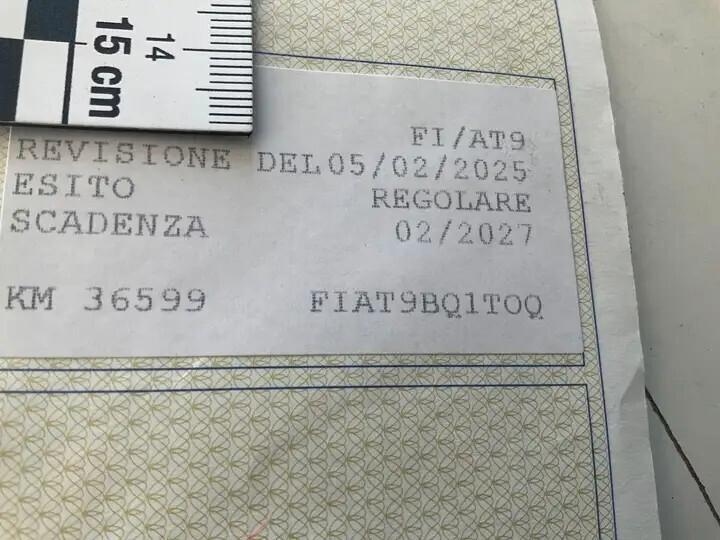 14
15 cm
FI/AT9
REVISIONE DEL05/02/2025
ESITO REGOLARE
SCADENZA 02/2027
KM 36599 FIAT9BQ1TOQ